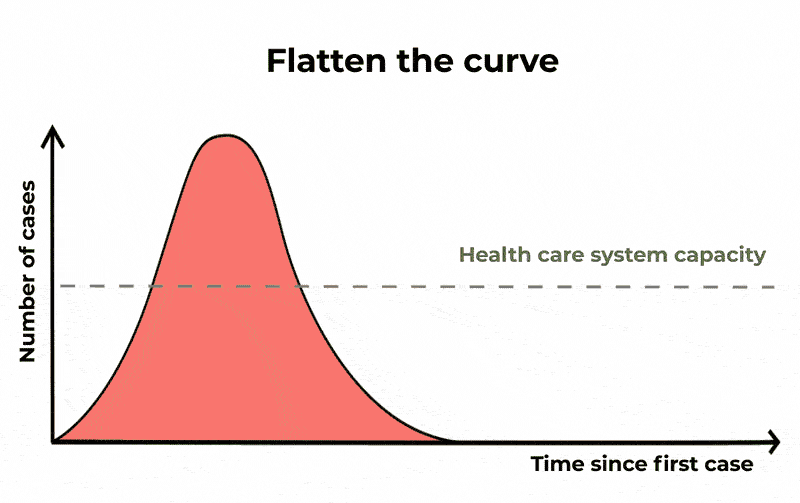 Flatten the curve
Number of cases
Health care system capacity
Time since first case